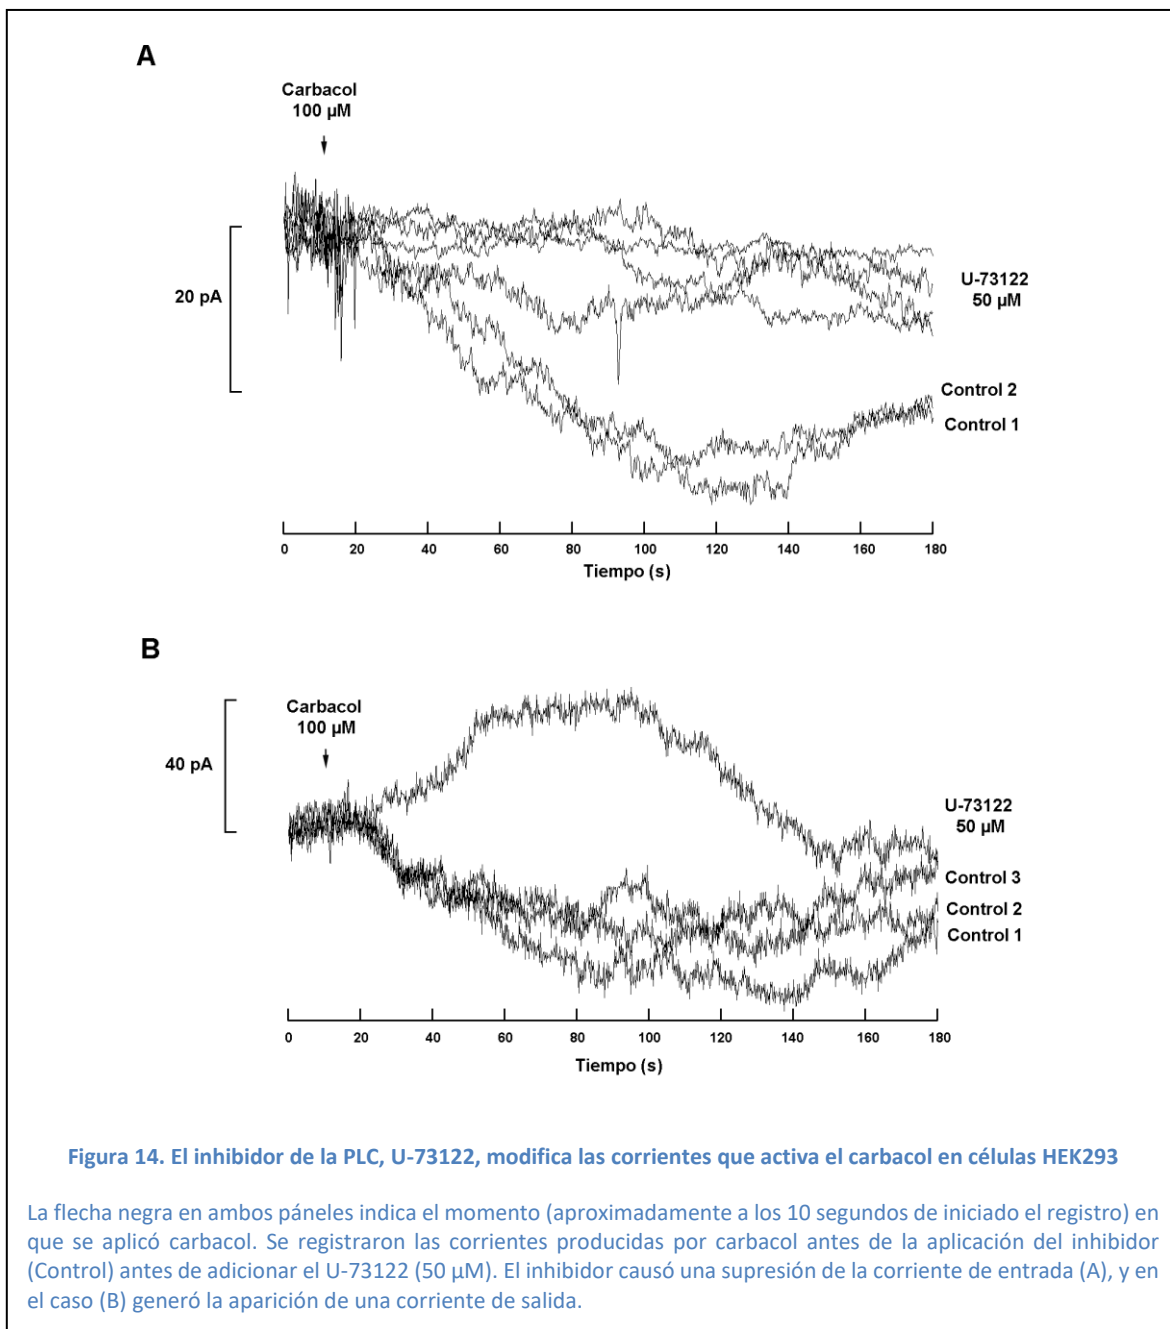 A
Carbacol
100 µM
20 pA
U-73122
50 µM
Control 2
Control 1
0 20 40 60 80 100 120 140 160 180
Tiempo (s)
B
Carbacol
100 µM
40 pA
U-73122
50 µM
Control 3
Control 2
Control 1
0 20 40 60 80 100 120 140 160 180
Tiempo (s)
Figura 14. El inhibidor de la PLC, U-73122, modifica las corrientes que activa el carbacol en células HEK293
La flecha negra en ambos páneles indica el momento (aproximadamente a los 10 segundos de iniciado el registro) en
que se aplicó carbacol. Se registraron las corrientes producidas por carbacol antes de la aplicación del inhibidor
(Control) antes de adicionar el U-73122 (50 µM). El inhibidor causó una supresión de la corriente de entrada (A), y en
el caso (B) generó la aparición de una corriente de salida.